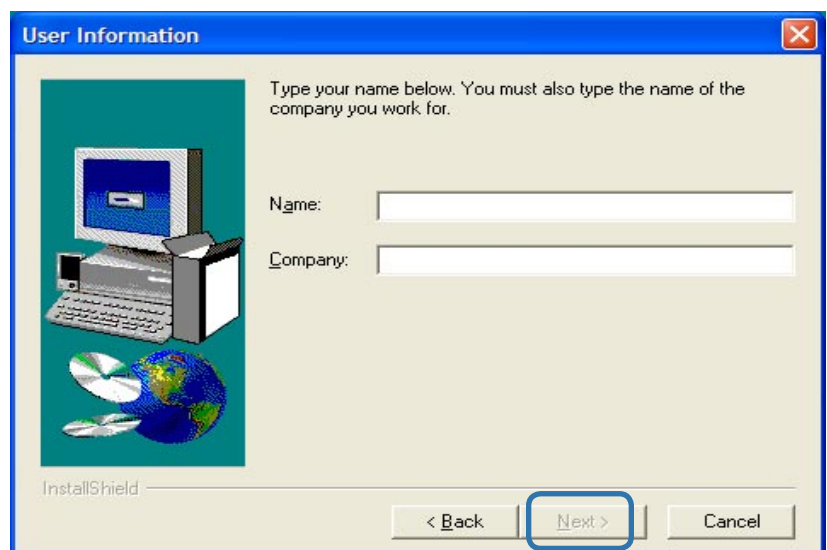 User Information
Type your name below. You must also type the name of the
company you work for.
Name:
Company:
InstallShield
< Back
Next >
Cancel